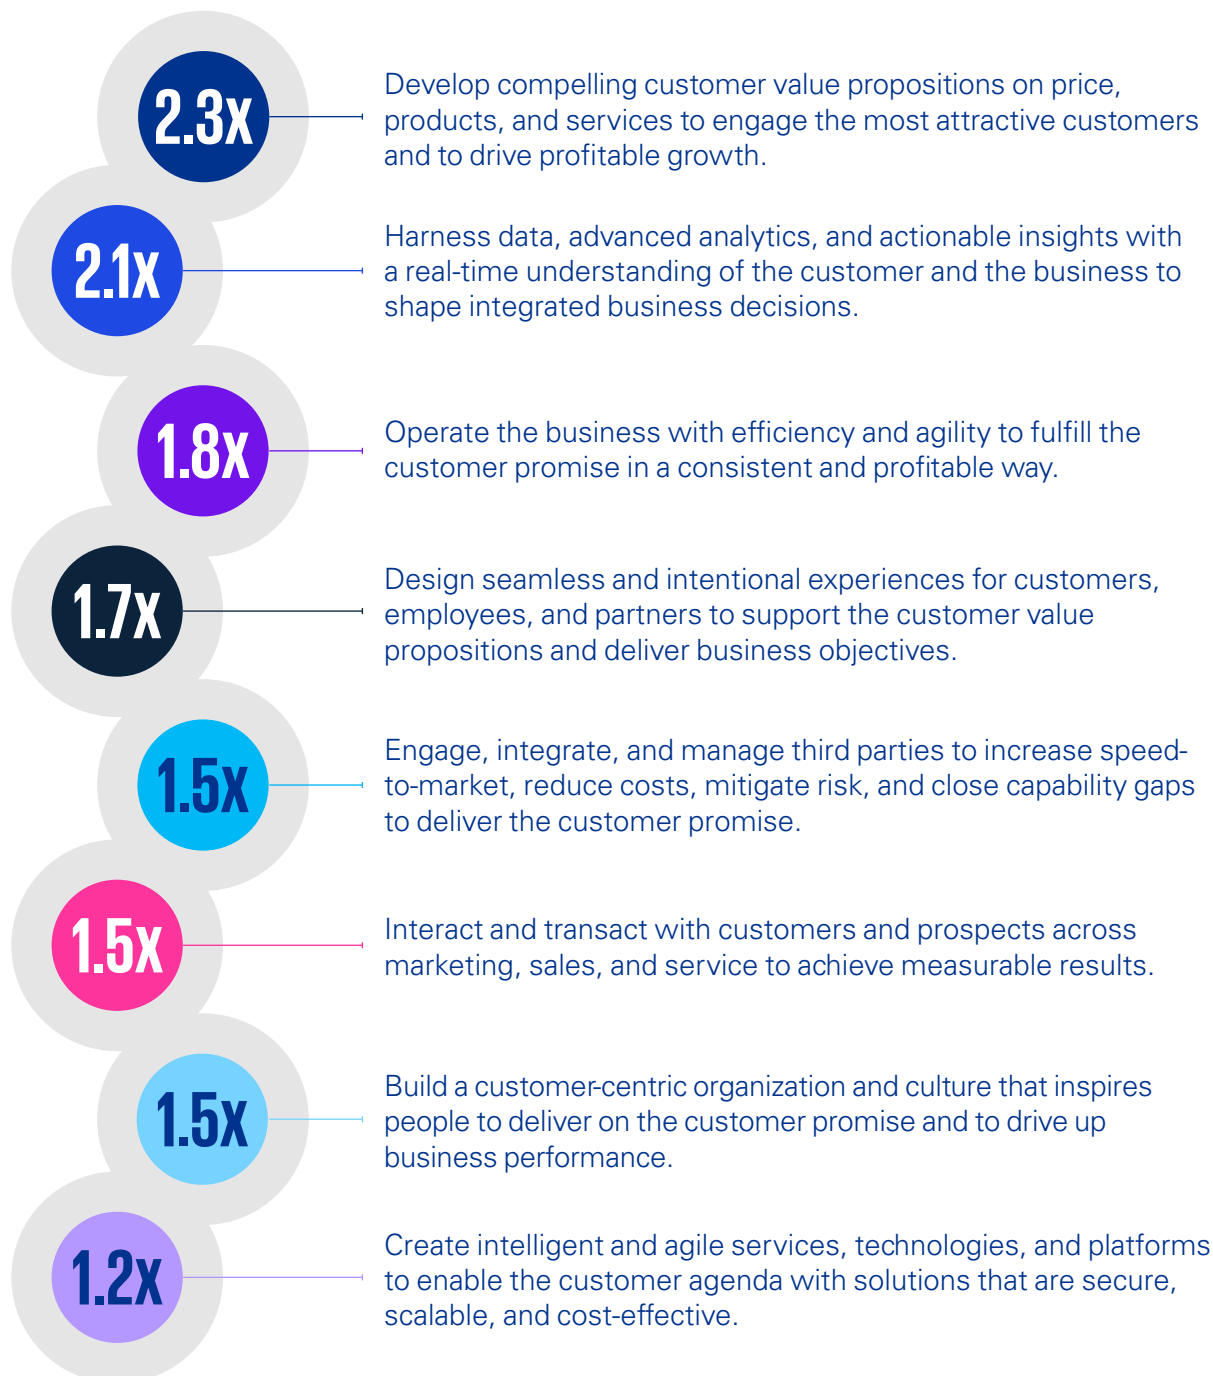 2.3x
Develop compelling customer value propositions on price,
products, and services to engage the most attractive customers
and to drive profitable growth.
2.1x
Harness data, advanced analytics, and actionable insights with
a real-time understanding of the customer and the business to
shape integrated business decisions.
1.8x
Operate the business with efficiency and agility to fulfill the
customer promise in a consistent and profitable way.
1.7x
Design seamless and intentional experiences for customers,
employees, and partners to support the customer value
propositions and deliver business objectives.
1.5x
Engage, integrate, and manage third parties to increase speed-
to-market, reduce costs, mitigate risk, and close capability gaps
to deliver the customer promise.
1.5x
Interact and transact with customers and prospects across
marketing, sales, and service to achieve measurable results.
1.5x
Build a customer-centric organization and culture that inspires
people to deliver on the customer promise and to drive up
business performance.
1.2x
Create intelligent and agile services, technologies, and platforms
to enable the customer agenda with solutions that are secure,
scalable, and cost-effective.